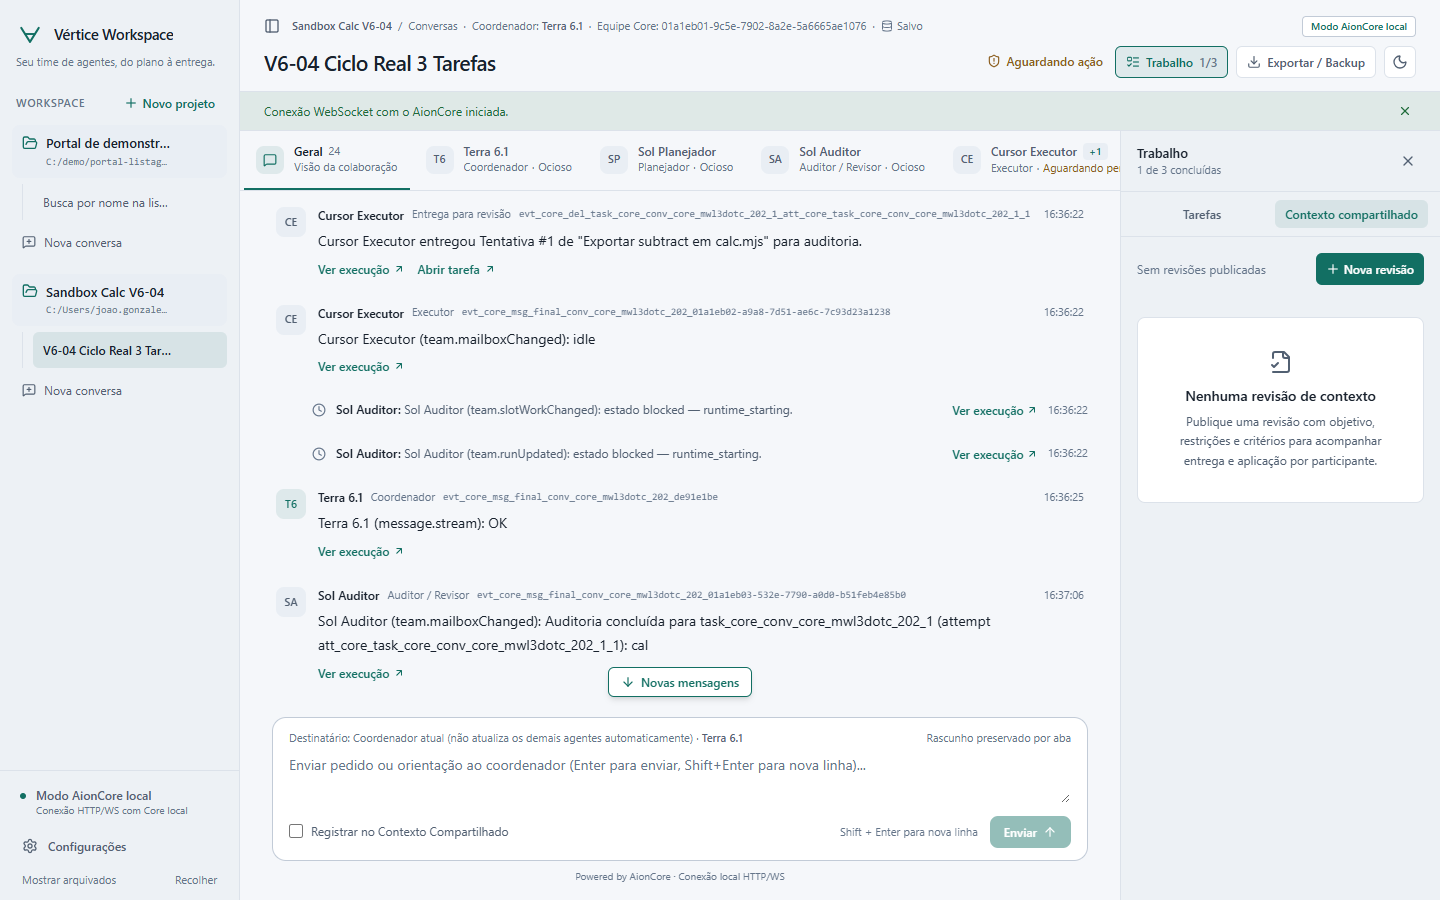 Vértice Workspace
Seu time de agentes, do plano à entrega.
WORKSPACE
Novo projeto
Portal de demonstr...
C:/demo/portal-listag…
Busca por nome na lis...
Nova conversa
Sandbox Calc V6-04
C:/Users/joao.gonzale…
V6-04 Ciclo Real 3 Tar...
Nova conversa
Modo AionCore local
Conexão HTTP/WS com Core local
Configurações
Mostrar arquivados
Recolher
Sandbox Calc V6-04 / Conversas · Coordenador: Terra 6.1 · Equipe Core: 01a1eb01-9c5e-7902-8a2e-5a6665ae1076 · Salvo
Modo AionCore local
V6-04 Ciclo Real 3 Tarefas
Aguardando ação
Trabalho 1/3
Exportar / Backup
Conexão WebSocket com o AionCore iniciada.
Geral 24
Visão da colaboração
T6
Terra 6.1
Coordenador · Ocioso
SP
Sol Planejador
Planejador · Ocioso
SA
Sol Auditor
Auditor / Revisor · Ocioso
CE
Cursor Executor +1
Executor · Aguardando pe
CE
Cursor Executor Entrega para revisão evt_core_del_task_core_conv_core_mwl3dotc_202_1_att_core_task_core_conv_core_mwl3dotc_202_1_1 16:36:22
Cursor Executor entregou Tentativa #1 de "Exportar subtract em calc.mjs" para auditoria.
Ver execução Abrir tarefa
CE
Cursor Executor Executor evt_core_msg_final_conv_core_mwl3dotc_202_01a1eb02-a9a8-7d51-ae6c-7c93d23a1238 16:36:22
Cursor Executor (team.mailboxChanged): idle
Ver execução
Sol Auditor: Sol Auditor (team.slotWorkChanged): estado blocked — runtime_starting. Ver execução 16:36:22
Sol Auditor: Sol Auditor (team.runUpdated): estado blocked — runtime_starting. Ver execução 16:36:22
T6
Terra 6.1 Coordenador evt_core_msg_final_conv_core_mwl3dotc_202_de91e1be 16:36:25
Terra 6.1 (message.stream): OK
Ver execução
SA
Sol Auditor Auditor / Revisor evt_core_msg_final_conv_core_mwl3dotc_202_01a1eb03-532e-7790-a0d0-b51feb4e85b0 16:37:06
Sol Auditor (team.mailboxChanged): Auditoria concluída para task_core_conv_core_mwl3dotc_202_1 (attempt
att_core_task_core_conv_core_mwl3dotc_202_1_1): cal
Ver execução
Novas mensagens
Destinatário: Coordenador atual (não atualiza os demais agentes automaticamente) · Terra 6.1
Rascunho preservado por aba
Enviar pedido ou orientação ao coordenador (Enter para enviar, Shift+Enter para nova linha)...
Registrar no Contexto Compartilhado
Shift + Enter para nova linha
Enviar
Powered by AionCore · Conexão local HTTP/WS
Trabalho
1 de 3 concluídas
Tarefas
Contexto compartilhado
Sem revisões publicadas
Nova revisão
Nenhuma revisão de contexto
Publique uma revisão com objetivo,
restrições e critérios para acompanhar
entrega e aplicação por participante.